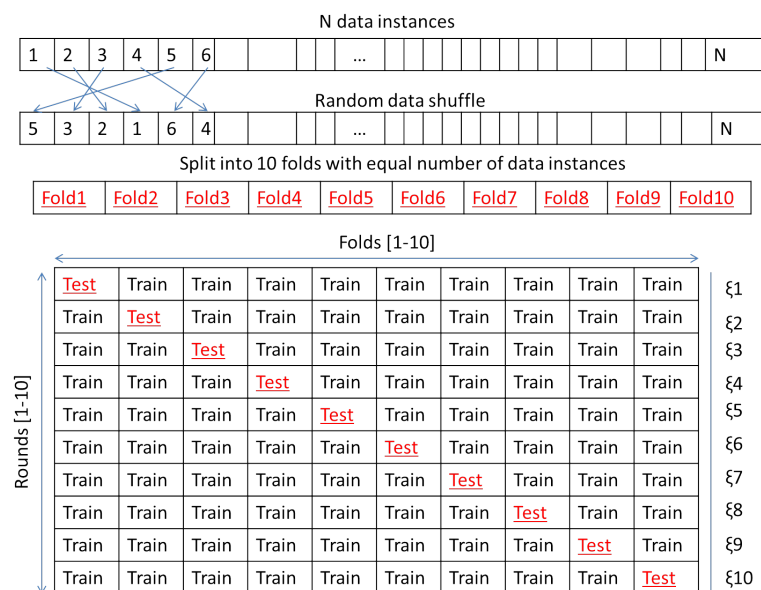 N data instances
1 2 3 4 5 6 ... N
Random data shuffle
5 3 2 1 6 4 ... N
Split into 10 folds with equal number of data instances
Fold1 Fold2 Fold3 Fold4 Fold5 Fold6 Fold7 Fold8 Fold9 Fold10
Folds [1-10]
Rounds [1-10]
Test Train Train Train Train Train Train Train Train Train ξ1
Train Test Train Train Train Train Train Train Train Train ξ2
Train Train Test Train Train Train Train Train Train Train ξ3
Train Train Train Test Train Train Train Train Train Train ξ4
Train Train Train Train Test Train Train Train Train Train ξ5
Train Train Train Train Train Test Train Train Train Train ξ6
Train Train Train Train Train Train Test Train Train Train ξ7
Train Train Train Train Train Train Train Test Train Train ξ8
Train Train Train Train Train Train Train Train Test Train ξ9
Train Train Train Train Train Train Train Train Train Test ξ10